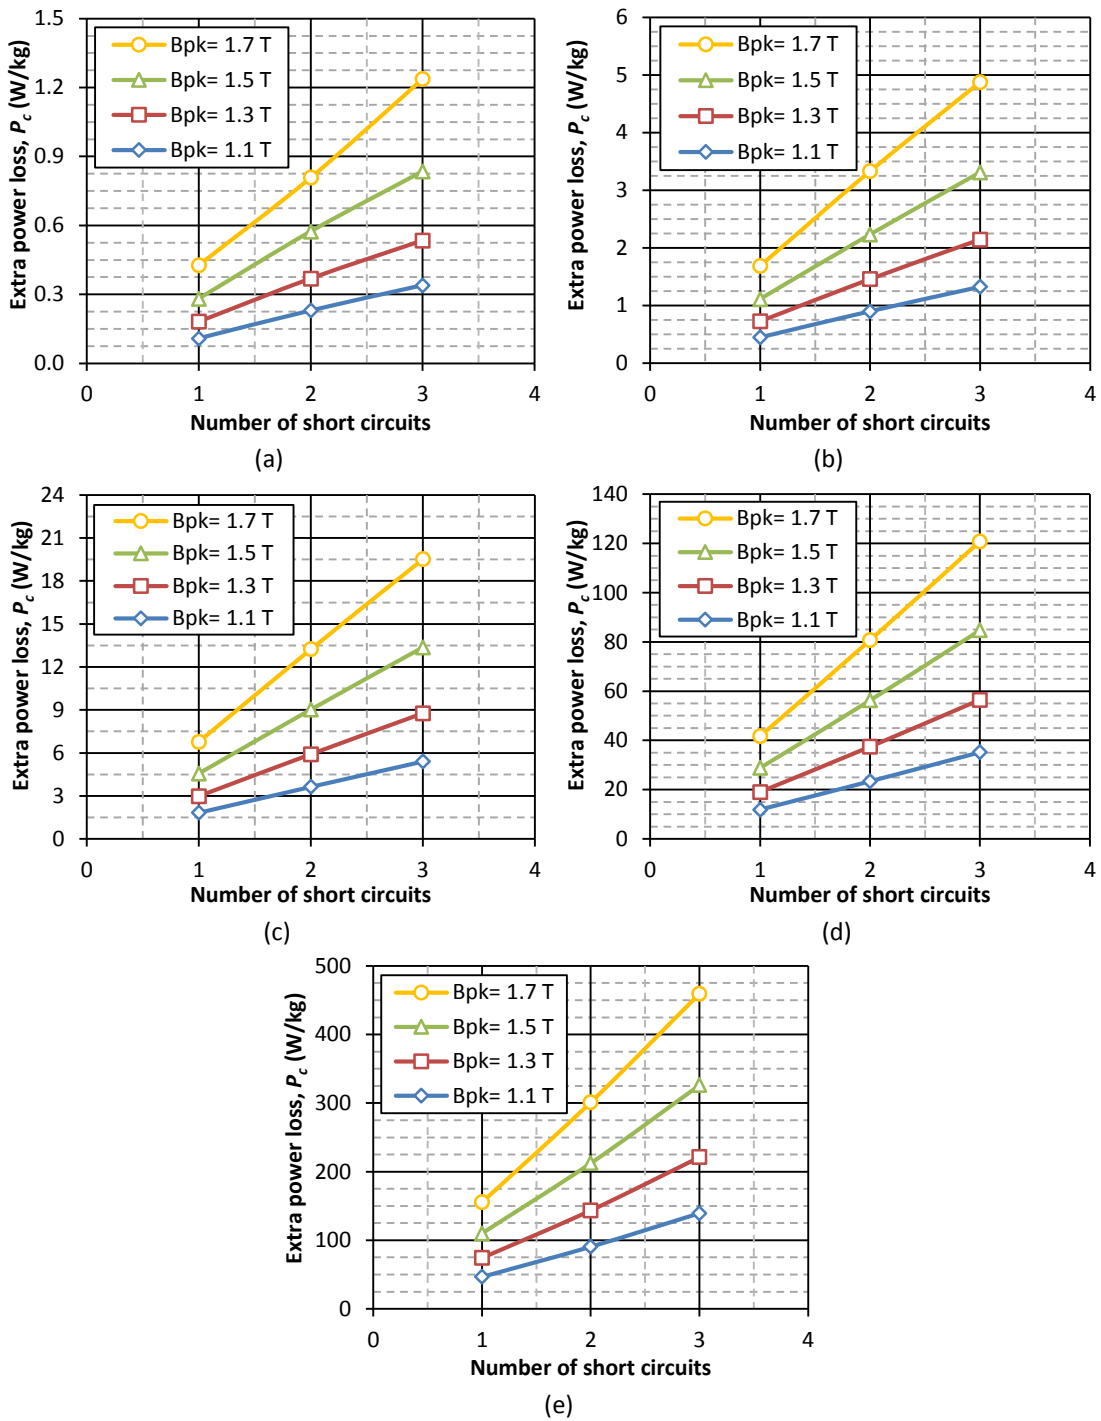 Extra power loss, P_c (W/kg)
1.5
1.2
0.9
0.6
0.3
0.0
Bpk= 1.7 T
Bpk= 1.5 T
Bpk= 1.3 T
Bpk= 1.1 T
0 1 2 3 4
Number of short circuits
(a)
Extra power loss, P_c (W/kg)
6
5
4
3
2
1
0
Bpk= 1.7 T
Bpk= 1.5 T
Bpk= 1.3 T
Bpk= 1.1 T
0 1 2 3 4
Number of short circuits
(b)
Extra power loss, P_c (W/kg)
24
21
18
15
12
9
6
3
0
Bpk= 1.7 T
Bpk= 1.5 T
Bpk= 1.3 T
Bpk= 1.1 T
0 1 2 3 4
Number of short circuits
(c)
Extra power loss, P_c (W/kg)
140
120
100
80
60
40
20
0
Bpk= 1.7 T
Bpk= 1.5 T
Bpk= 1.3 T
Bpk= 1.1 T
0 1 2 3 4
Number of short circuits
(d)
Extra power loss, P_c (W/kg)
500
400
300
200
100
0
Bpk= 1.7 T
Bpk= 1.5 T
Bpk= 1.3 T
Bpk= 1.1 T
0 1 2 3 4
Number of short circuits
(e)